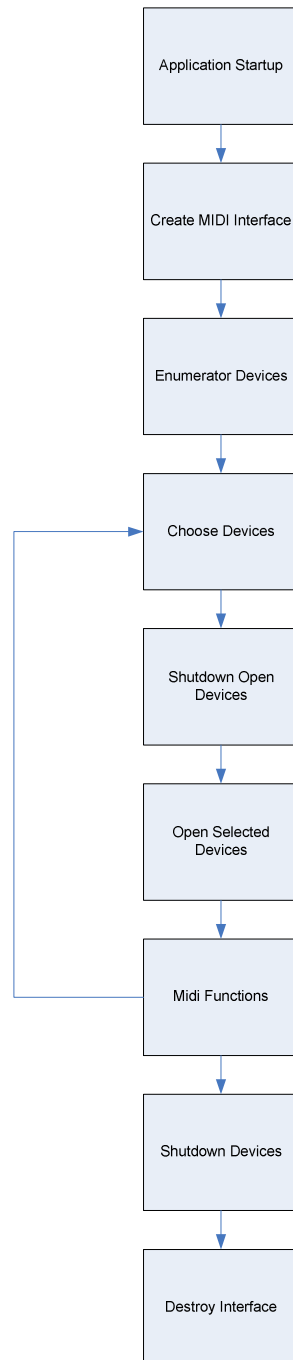 Application Startup
Create MIDI Interface
Enumerator Devices
Choose Devices
Shutdown Open
Devices
Open Selected
Devices
Midi Functions
Shutdown Devices
Destroy Interface